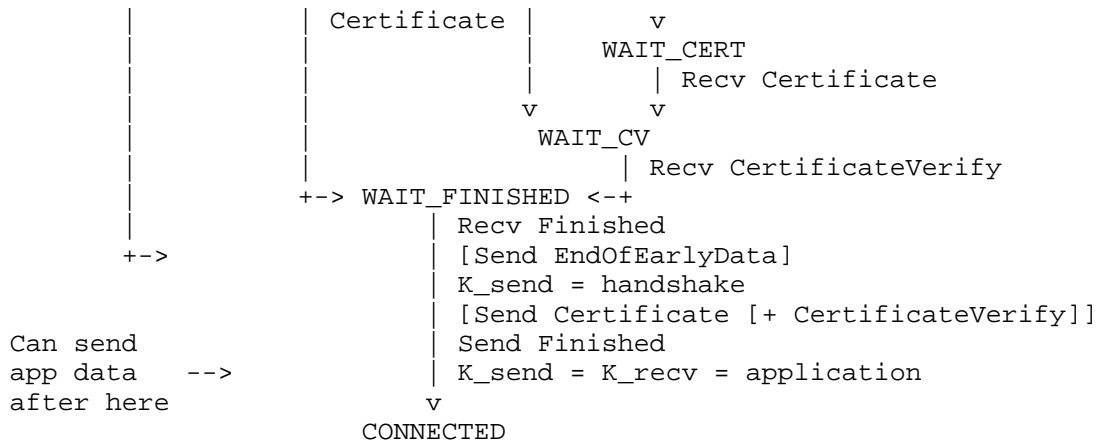 |            | Certificate |       v
|            |             |    WAIT_CERT
|            |             |       | Recv Certificate
|            |             v       v
|            |              WAIT_CV
|            |                 | Recv CertificateVerify
|            +-> WAIT_FINISHED <-+
|                    | Recv Finished
+->                  | [Send EndOfEarlyData]
                     | K_send = handshake
                     | [Send Certificate [+ CertificateVerify]]
Can send             | Send Finished
app data   -->       | K_send = K_recv = application
after here           v
                 CONNECTED